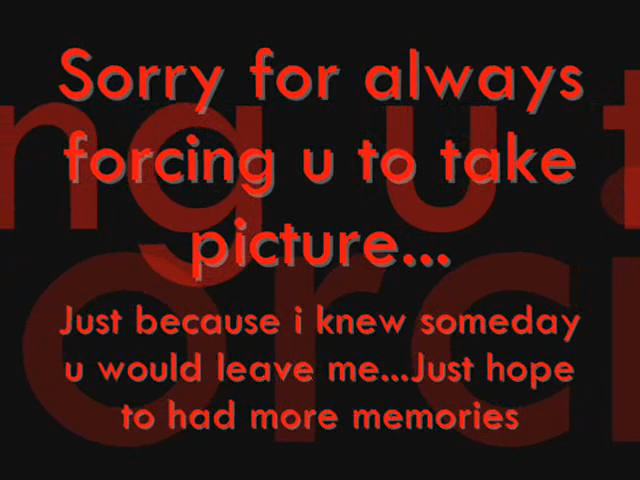 Sorry for always
forcing u to take
picture...
Just because i knew someday
u would leave me...Just hope
to had more memories